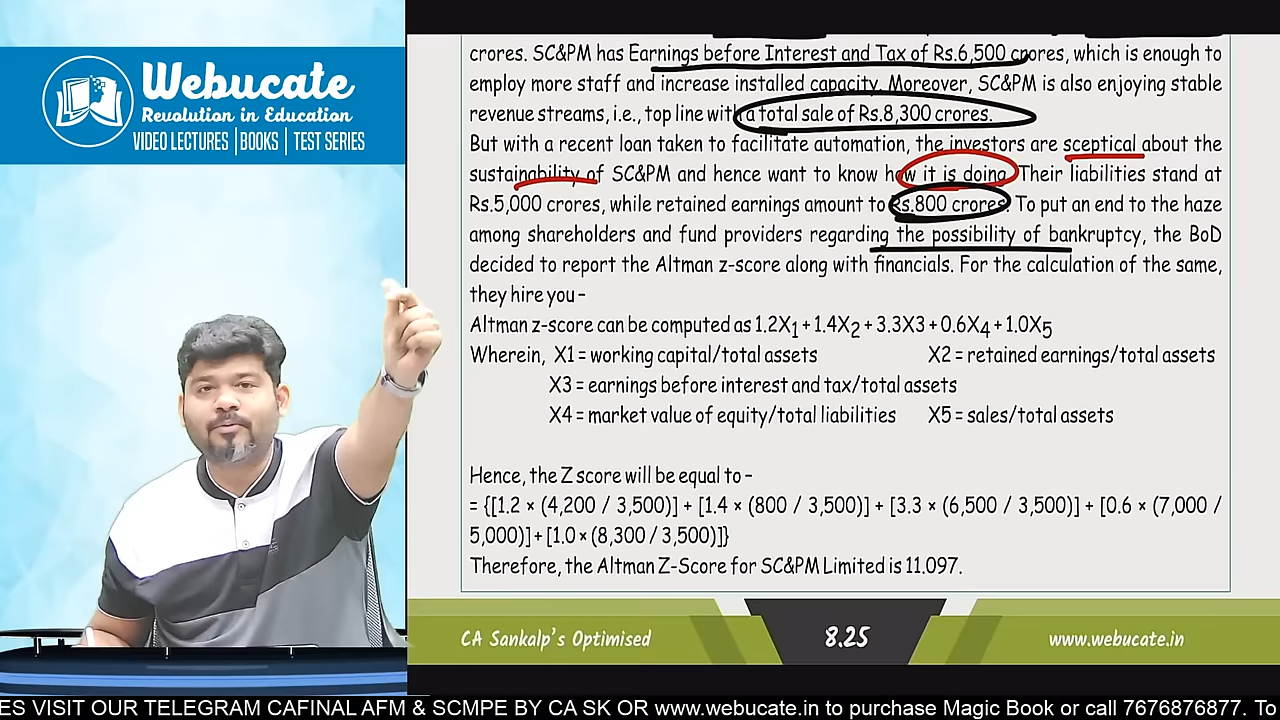 Webucate
Revolution in Education
VIDEO LECTURES | BOOKS | TEST SERIES
crores. SC&PM has Earnings before Interest and Tax of Rs.6,500 crores, which is enough to
employ more staff and increase installed capacity. Moreover, SC&PM is also enjoying stable
revenue streams, i.e., top line with a total sale of Rs.8,300 crores.
But with a recent loan taken to facilitate automation, the investors are sceptical about the
sustainability of SC&PM and hence want to know how it is doing. Their liabilities stand at
Rs.5,000 crores, while retained earnings amount to Rs.800 crores. To put an end to the haze
among shareholders and fund providers regarding the possibility of bankruptcy, the BoD
decided to report the Altman z-score along with financials. For the calculation of the same,
they hire you –
Altman z-score can be computed as 1.2X₁ + 1.4X₂ + 3.3X3 + 0.6X₄ + 1.0X₅
Wherein, X1 = working capital/total assets X2 = retained earnings/total assets
X3 = earnings before interest and tax/total assets
X4 = market value of equity/total liabilities X5 = sales/total assets
Hence, the Z score will be equal to –
= {[1.2 × (4,200 / 3,500)] + [1.4 × (800 / 3,500)] + [3.3 × (6,500 / 3,500)] + [0.6 × (7,000 /
5,000)] + [1.0 × (8,300 / 3,500)]}
Therefore, the Altman Z-Score for SC&PM Limited is 11.097.
CA Sankalp's Optimised
8.25
www.webucate.in
ES VISIT OUR TELEGRAM CAFINAL AFM & SCMPE BY CA SK OR www.webucate.in to purchase Magic Book or call 7676876877. To